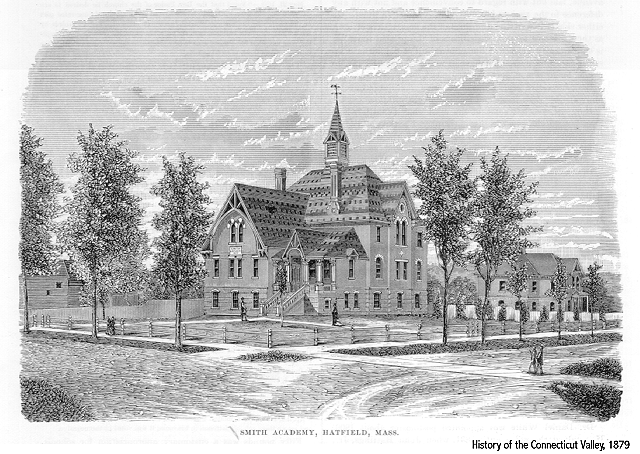 SMITH ACADEMY, HATFIELD, MASS.
History of the Connecticut Valley, 1879